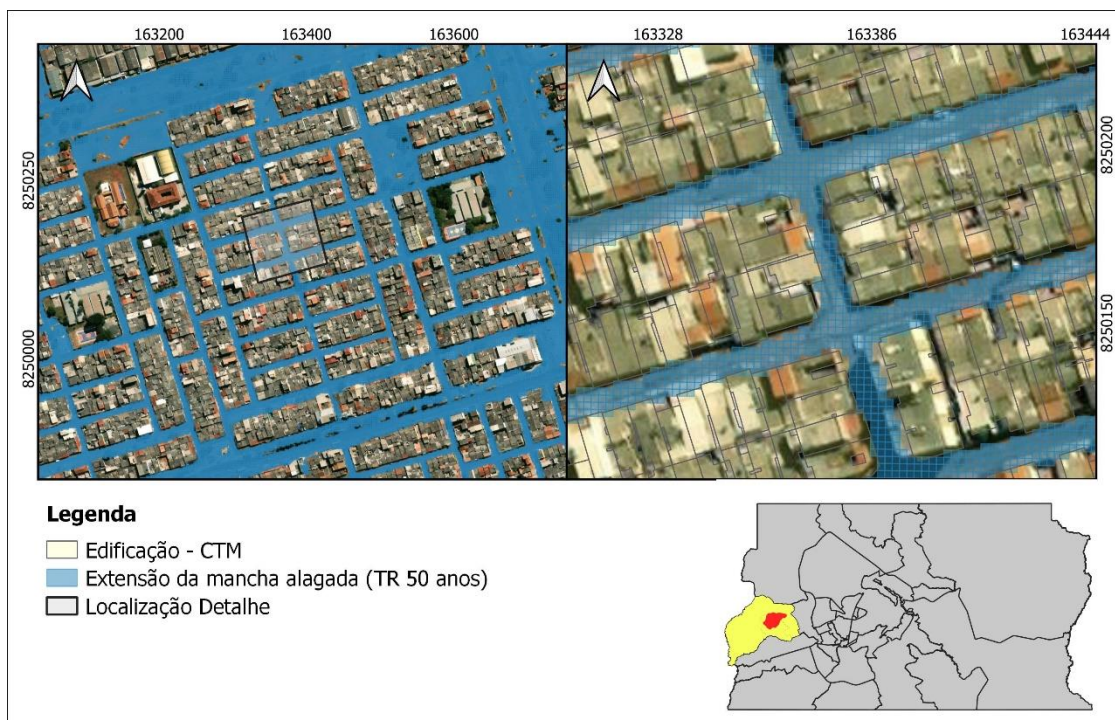 163200 163400 163600 163328 163386 163444
8250250
8250000
8250200
8250150
Legenda
Edificação - CTM
Extensão da mancha alagada (TR 50 anos)
Localização Detalhe